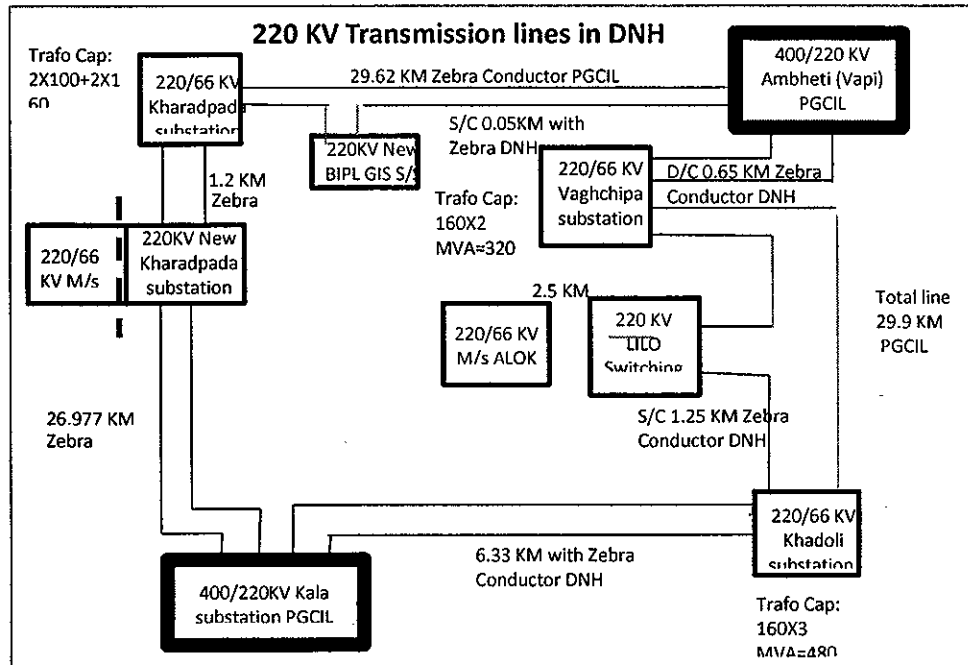 220 KV Transmission lines in DNH
Trafo Cap:
2X100+2X1
60
220/66 KV
Kharadpada
substation
29.62 KM Zebra Conductor PGCIL
400/220 KV
Ambheti (Vapi)
PGCIL
220KV New
BIPL GIS S/S
S/C 0.05KM with
Zebra DNH
220/66 KV
Vaghchipa
substation
D/C 0.65 KM Zebra
Conductor DNH
Trafo Cap:
160X2
MVA=320
1.2 KM
Zebra
220/66
KV M/s
220KV New
Kharadpada
substation
2.5 KM
220/66 KV
M/s ALOK
220 KV
LILO
Switching
Total line
29.9 KM
PGCIL
26.977 KM
Zebra
S/C 1.25 KM Zebra
Conductor DNH
220/66 KV
Khadoli
substation
6.33 KM with Zebra
Conductor DNH
400/220KV Kala
substation PGCIL
Trafo Cap:
160X3
MVA=480